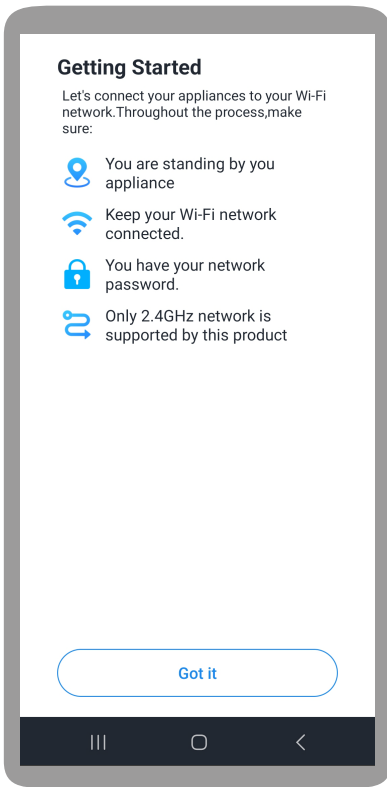 Getting Started
Let's connect your appliances to your Wi-Fi
network.Throughout the process,make
sure:
You are standing by you
appliance
Keep your Wi-Fi network
connected.
You have your network
password.
Only 2.4GHz network is
supported by this product
Got it